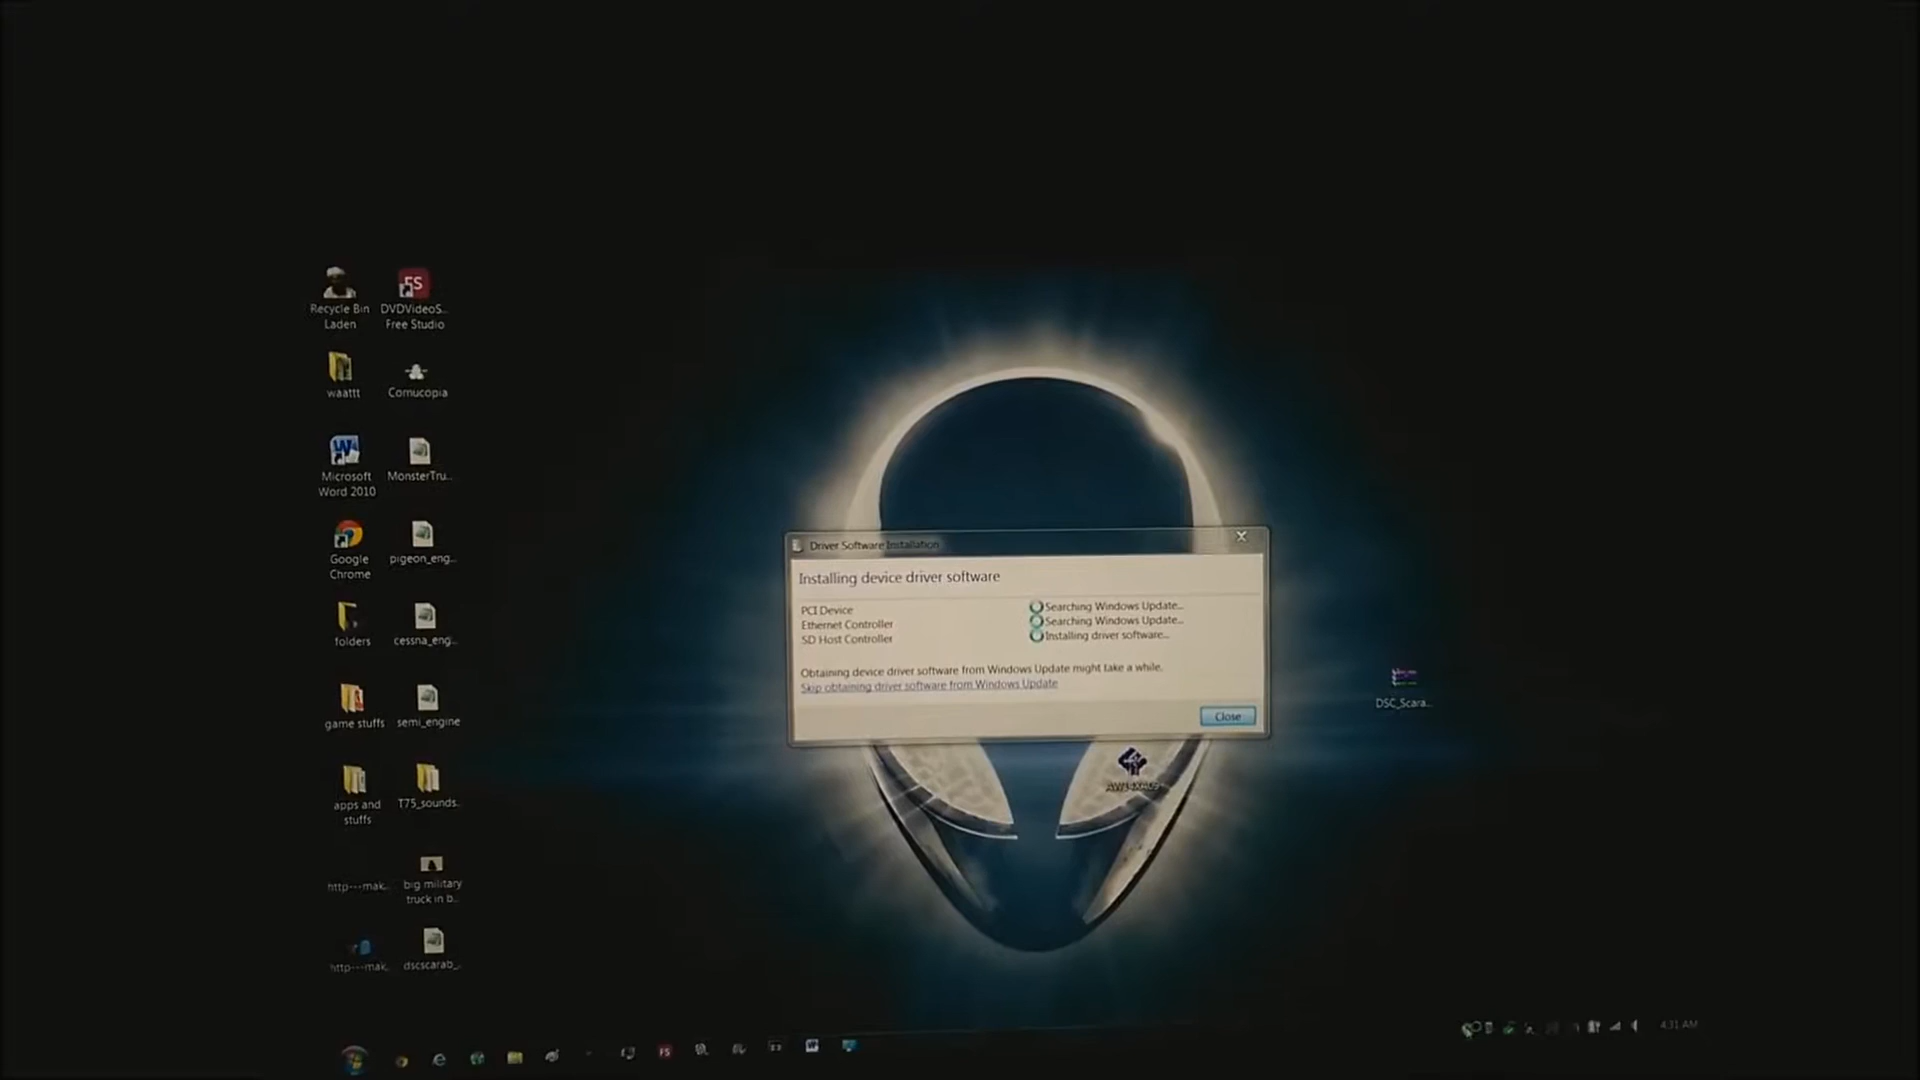 Recycle Bin
Laden
DVDVideoS...
Free Studio
waattt
Cornucopia
Microsoft
Word 2010
MonsterTru...
Google
Chrome
pigeon_eng...
folders
cessna_eng...
game stuffs
semi_engine
apps and
stuffs
T75_sounds...
http---mak...
big military
truck in b...
http---mak...
dscscarab_...
Driver Software Installation
Installing device driver software
PCI Device
Searching Windows Update...
Ethernet Controller
Searching Windows Update...
SD Host Controller
Installing driver software...
Obtaining device driver software from Windows Update might take a while.
Skip obtaining driver software from Windows Update
Close
DSC_Scara...
FS
FS
4:31 AM